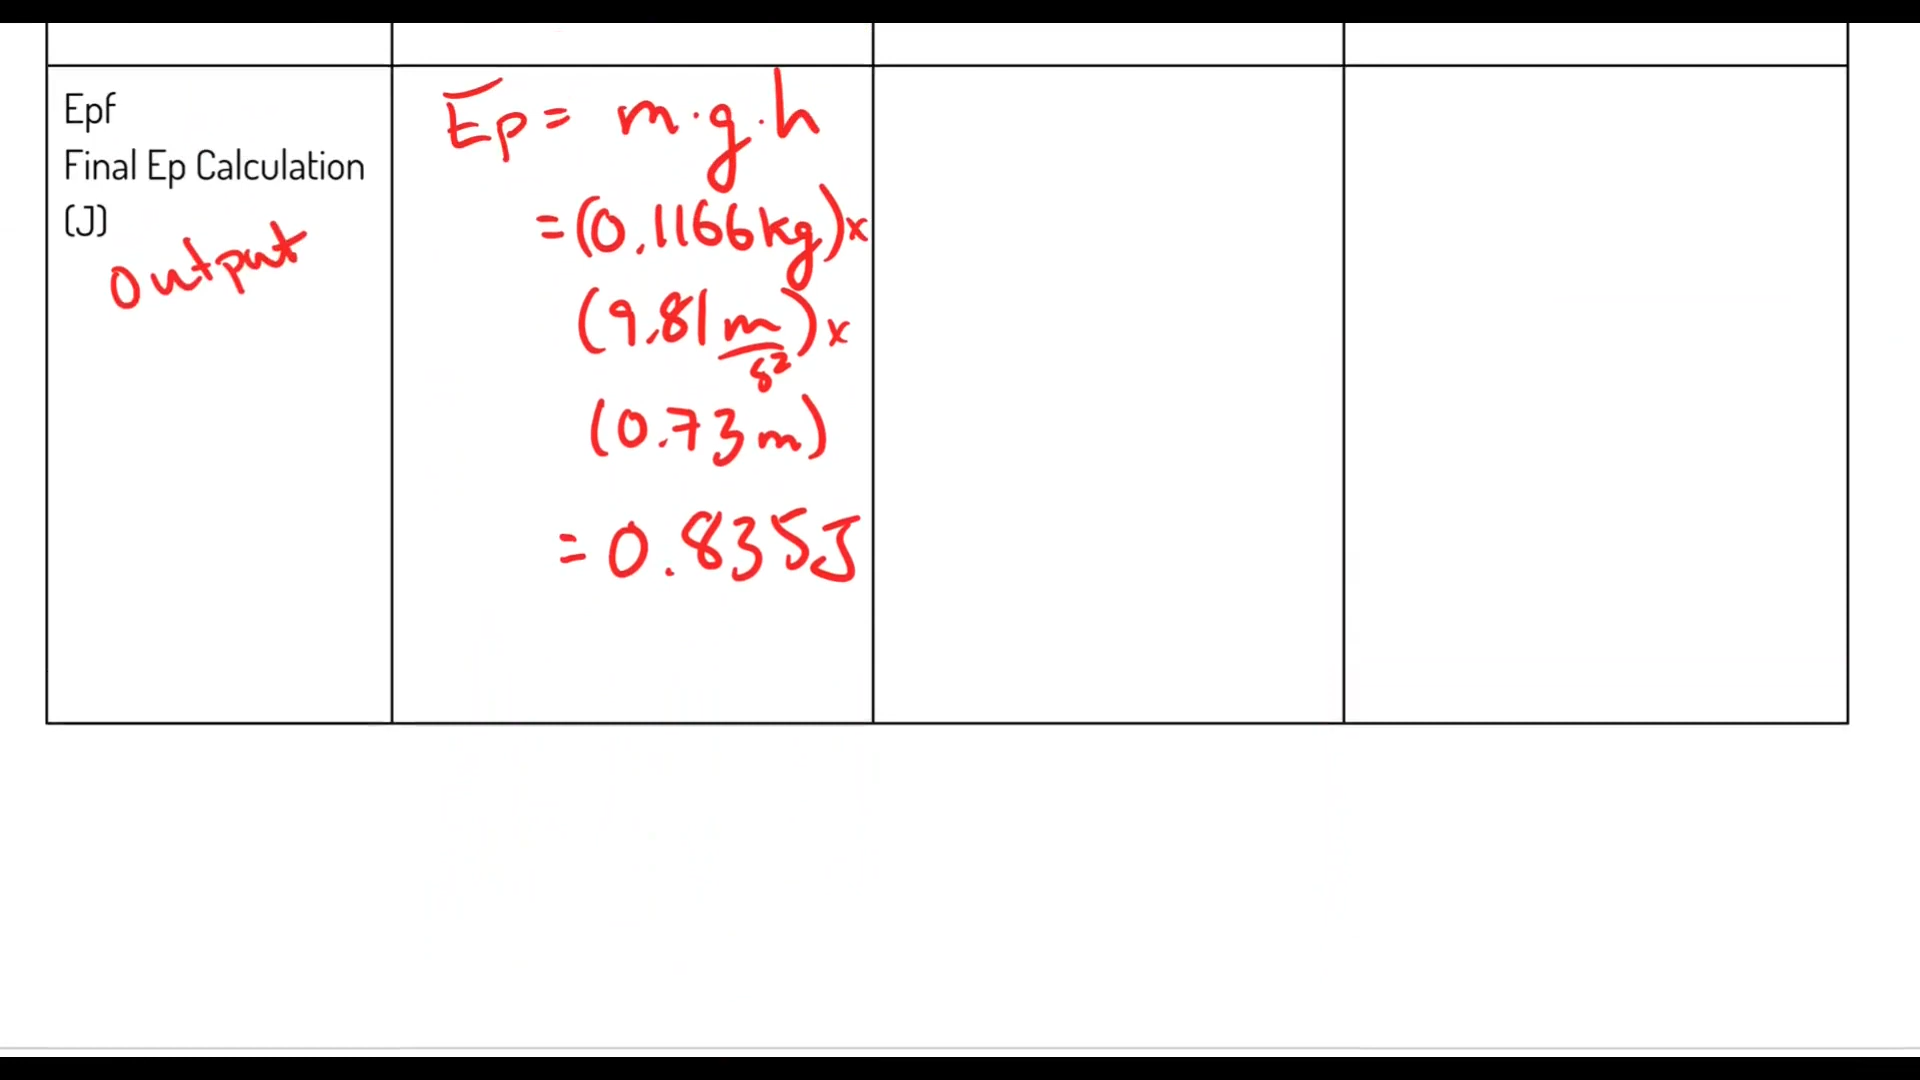 Epf
Final Ep Calculation
(J)
Output
Ep = m·g·h
= (0.1166kg) x
(9.81 m/s²) x
(0.73m)
= 0.835J